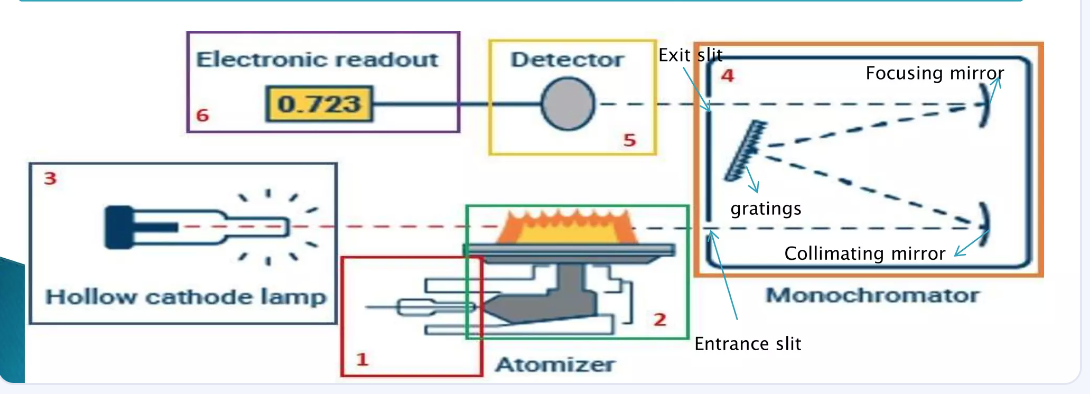 Electronic readout
0.723
6
Detector
5
Exit slit
4
Focusing mirror
gratings
Collimating mirror
Monochromator
Entrance slit
3
Hollow cathode lamp
1
2
Atomizer